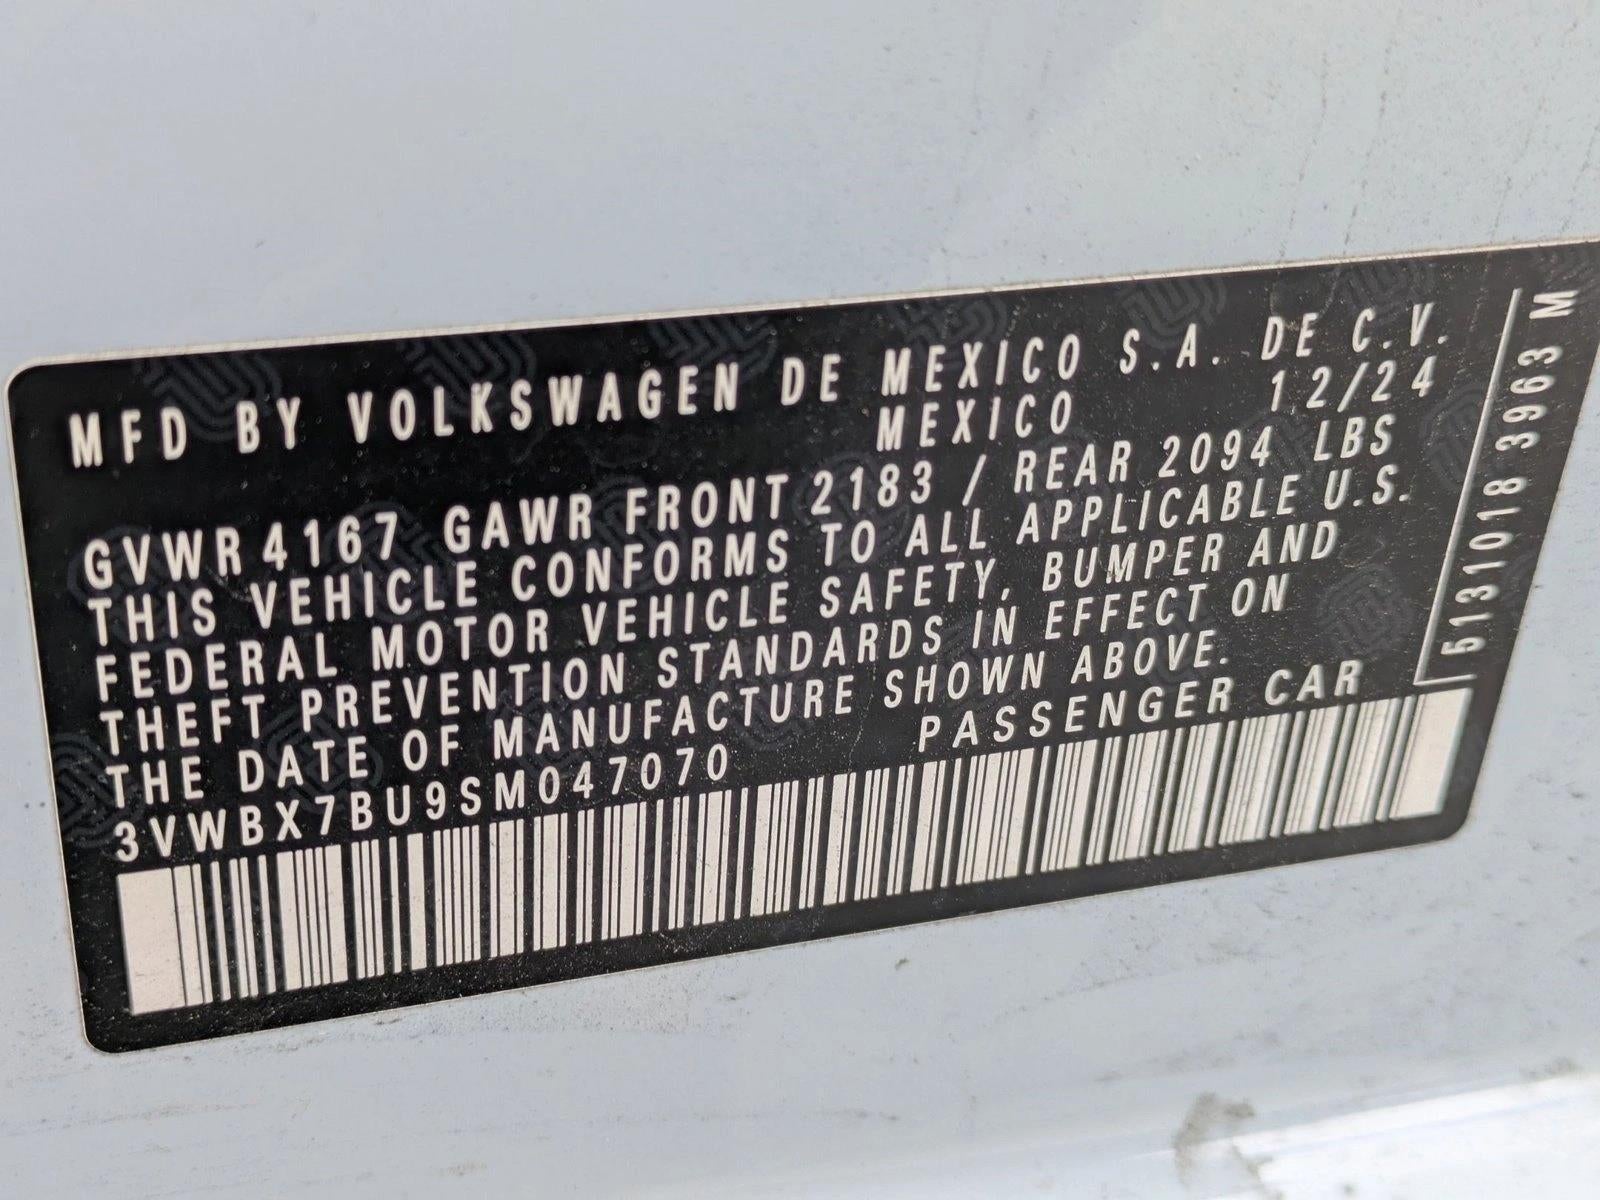 MFD BY VOLKSWAGEN DE MEXICO S.A. DE C.V.
MEXICO 12/24
GVWR 4167 GAWR FRONT 2183 / REAR 2094 LBS
THIS VEHICLE CONFORMS TO ALL APPLICABLE U.S.
FEDERAL MOTOR VEHICLE SAFETY, BUMPER AND
THEFT PREVENTION STANDARDS IN EFFECT ON
THE DATE OF MANUFACTURE SHOWN ABOVE.
3VWBX7BU9SM047070 PASSENGER CAR
5131018 3963 M